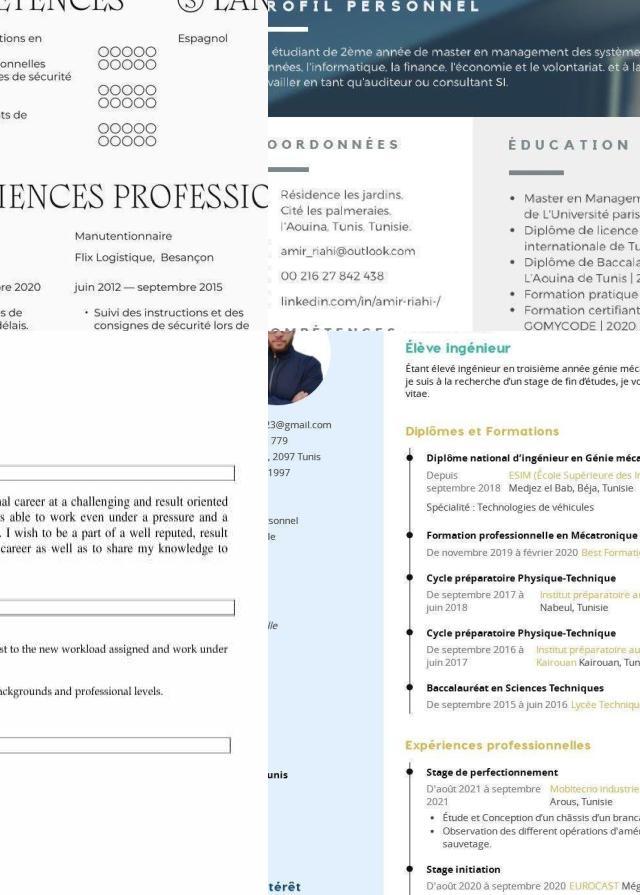 LAN
tions en
Espagnol
onnelles
es de sécurité
ts de
IENCES PROFESSIC
Manutentionnaire
Flix Logistique, Besançon
re 2020
juin 2012 — septembre 2015
s de
délais.
• Suivi des instructions et des
consignes de sécurité lors de
ROFIL PERSONNEL
étudiant de 2ème année de master en management des système
nnées, l'informatique, la finance, l'économie et le volontariat. et à la
vailler en tant qu'auditeur ou consultant SI.
OORDONNÉES
Résidence les jardins.
Cité les palmeraies.
l'Aouina, Tunis, Tunisie.
amir_riahi@outlook.com
00 216 27 842 438
linkedin.com/in/amir-riahi-/
ÉDUCATION
• Master en Managem
de L'Université paris
• Diplôme de licence
internationale de Tu
• Diplôme de Baccala
L'Aouina de Tunis | 2
• Formation pratique
• Formation certifiant
GOMYCODE | 2020
nal career at a challenging and result oriented
s able to work even under a pressure and a
. I wish to be a part of a well reputed, result
career as well as to share my knowledge to
st to the new workload assigned and work under
ackgrounds and professional levels.
23@gmail.com
779
, 2097 Tunis
1997
sonnel
le
lle
unis
térêt
Élève ingénieur
Étant élevé ingénieur en troisième année génie méc
je suis à la recherche d'un stage de fin d'études, je vo
vitae.
Diplômes et Formations
Diplôme national d'ingénieur en Génie méca
Depuis
septembre 2018
ESIM (École Supérieure des In
Medjez el Bab, Béja, Tunisie
Spécialité : Technologies de véhicules
Formation professionnelle en Mécatronique
De novembre 2019 à février 2020 Best Formatio
Cycle préparatoire Physique-Technique
De septembre 2017 à
juin 2018
Institut préparatoire au
Nabeul, Tunisie
Cycle préparatoire Physique-Technique
De septembre 2016 à
juin 2017
Institut préparatoire au
Kairouan Kairouan, Tun
Baccalauréat en Sciences Techniques
De septembre 2015 à juin 2016 Lycée Technique
Expériences professionnelles
Stage de perfectionnement
D'août 2021 à septembre
2021
Mobitecno industrie
Arous, Tunisie
• Étude et Conception d'un châssis d'un branca
• Observation des different opérations d'amé
sauvetage.
Stage initiation
D'août 2020 à septembre 2020 EUROCAST Mé